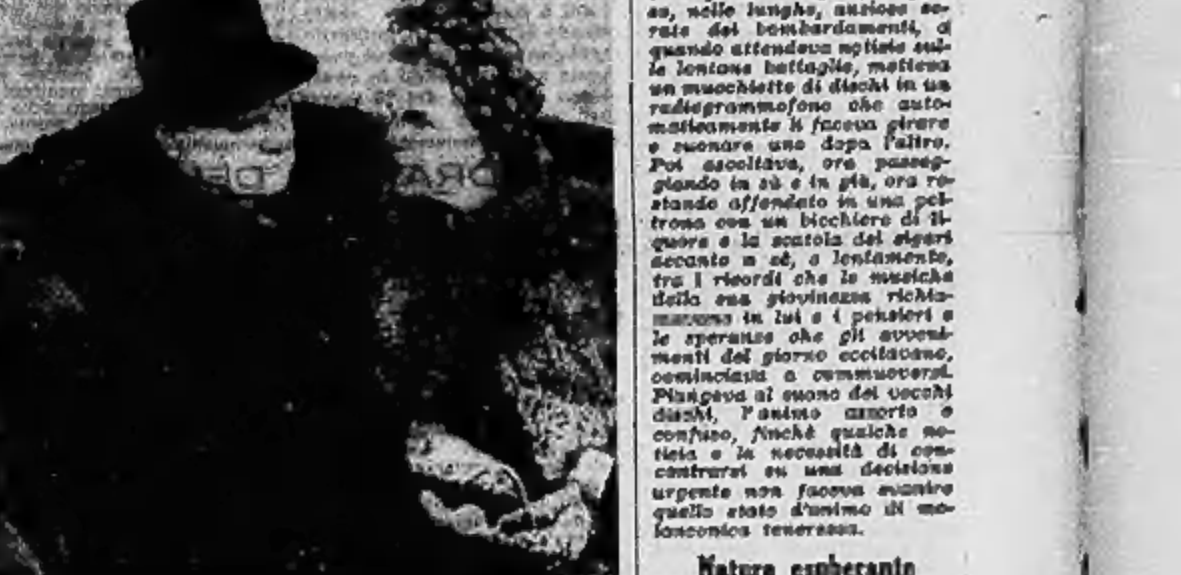 sa, nelle lunghe, ansiose se-
rate dei bombardamenti, o
quando attendeva notizie sul-
le lontane battaglie, metteva
un mucchietto di dischi in un
radiogrammofono che auto-
maticamente li faceva girare
e suonare uno dopo l'altro.
Poi ascoltava, ora passeg-
giando in sù e in giù, ora re-
stando affondato in una pol-
trona con un bicchiere di li-
quore e la scatola dei sigari
accanto a sè, e lentamente,
tra i ricordi che le musiche
della sua giovinezza richia-
mavano in lui e i pensieri e
le speranze che gli avveni-
menti del giorno eccitavano,
cominciava a commuoversi.
Piangeva al suono dei vecchi
dischi, l'animo assorto e
confuso, finchè qualche no-
tizia o la necessità di con-
centrarsi su una decisione
urgente non faceva svanire
quello stato d'animo di ma-
lanconica tenerezza.
Natura esuberante